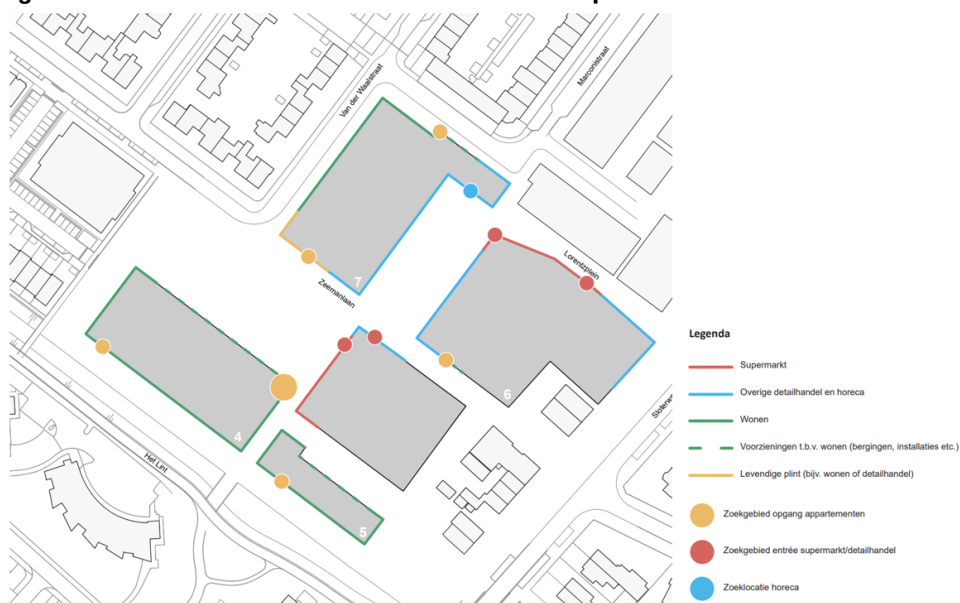 Van der Waalstraat
Marconistraat
Lorentzplein
7
Zeemanlaan
6
4
5
Het Lint
Legenda
Supermarkt
Overige detailhandel en horeca
Wonen
Voorzieningen t.b.v. wonen (bergingen, installaties etc.)
Levendige plint (bijv. wonen of detailhandel)
Zoekgebied opgang appartementen
Zoekgebied entrée supermarkt/detailhandel
Zoeklocatie horeca